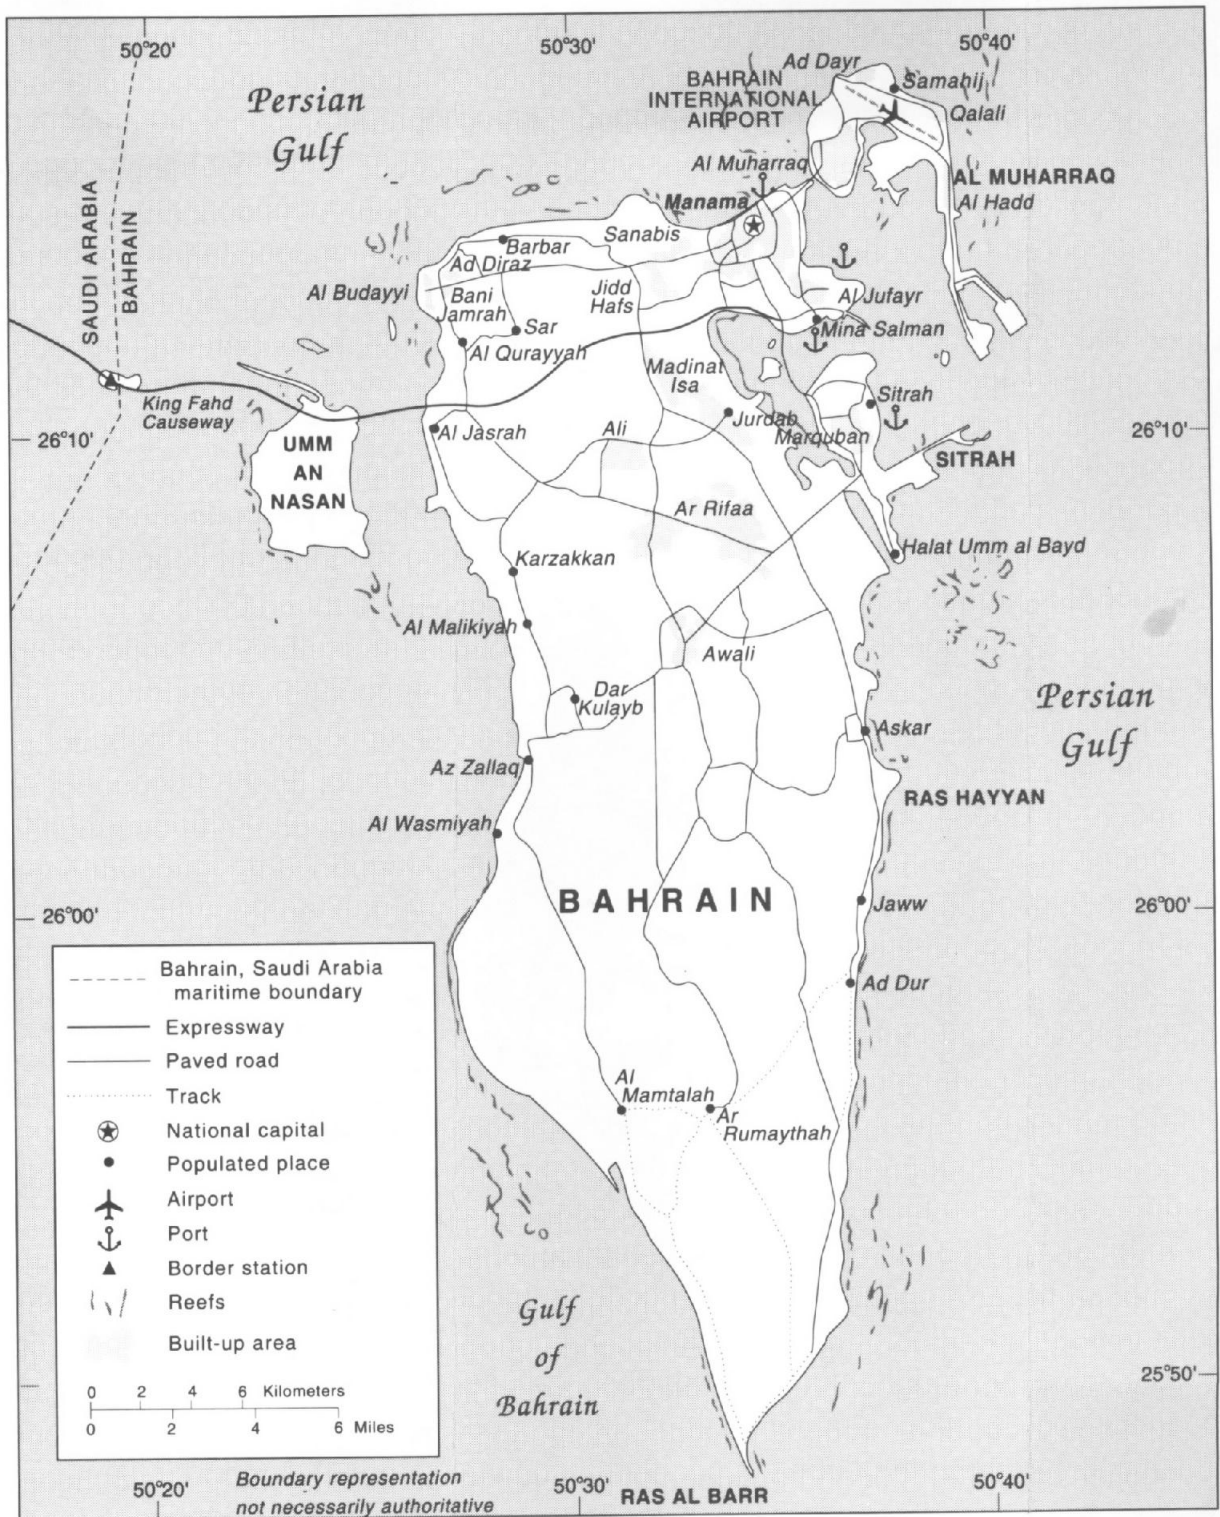 50°20'
50°30'
50°40'
Persian
Gulf
BAHRAIN
INTERNATIONAL
AIRPORT
Ad Dayr
Samahij
Qalali
Al Muharraq
AL MUHARRAQ
Al Hadd
Manama
SAUDI ARABIA
BAHRAIN
Barbar
Sanabis
Ad Diraz
Al Budayyi
Bani
Jamrah
Jidd
Hafs
Al Jufayr
Sar
Mina Salman
Al Qurayyah
Madinat
Isa
King Fahd
Causeway
Sitrah
Jurdab
Marquban
26°10'
Al Jasrah
Ali
26°10'
UMM
AN
NASAN
SITRAH
Ar Rifaa
Karzakkan
Halat Umm al Bayd
Al Malikiyah
Awali
Dar
Kulayb
Persian
Gulf
Askar
Az Zallaq
RAS HAYYAN
Al Wasmiyah
BAHRAIN
Jaww
26°00'
26°00'
Ad Dur
Al
Mamtalah
Ar
Rumaythah
Gulf
of
Bahrain
25°50'
Bahrain, Saudi Arabia
maritime boundary
Expressway
Paved road
Track
National capital
Populated place
Airport
Port
Border station
Reefs
Built-up area
0 2 4 6 Kilometers
0 2 4 6 Miles
50°20'
Boundary representation
not necessarily authoritative
50°30'
RAS AL BARR
50°40'